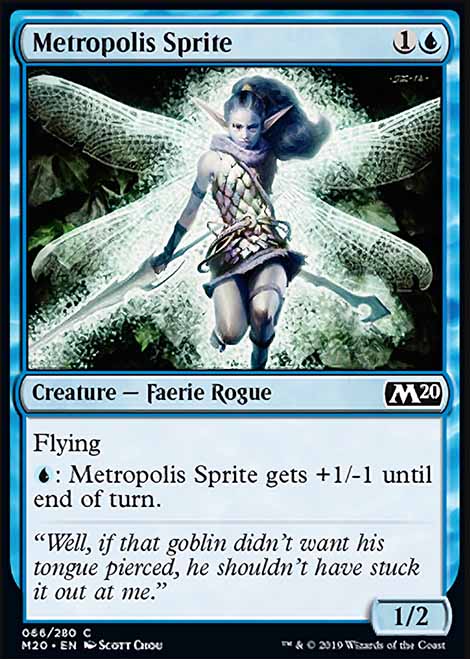 Metropolis Sprite 1
M20
Creature — Faerie Rogue
Flying
: Metropolis Sprite gets +1/-1 until
end of turn.
“Well, if that goblin didn’t want his
tongue pierced, he shouldn’t have stuck
it out at me.”
1/2
066/280 C
M20 • EN Scott Chou
™ & © 2019 Wizards of the Coast